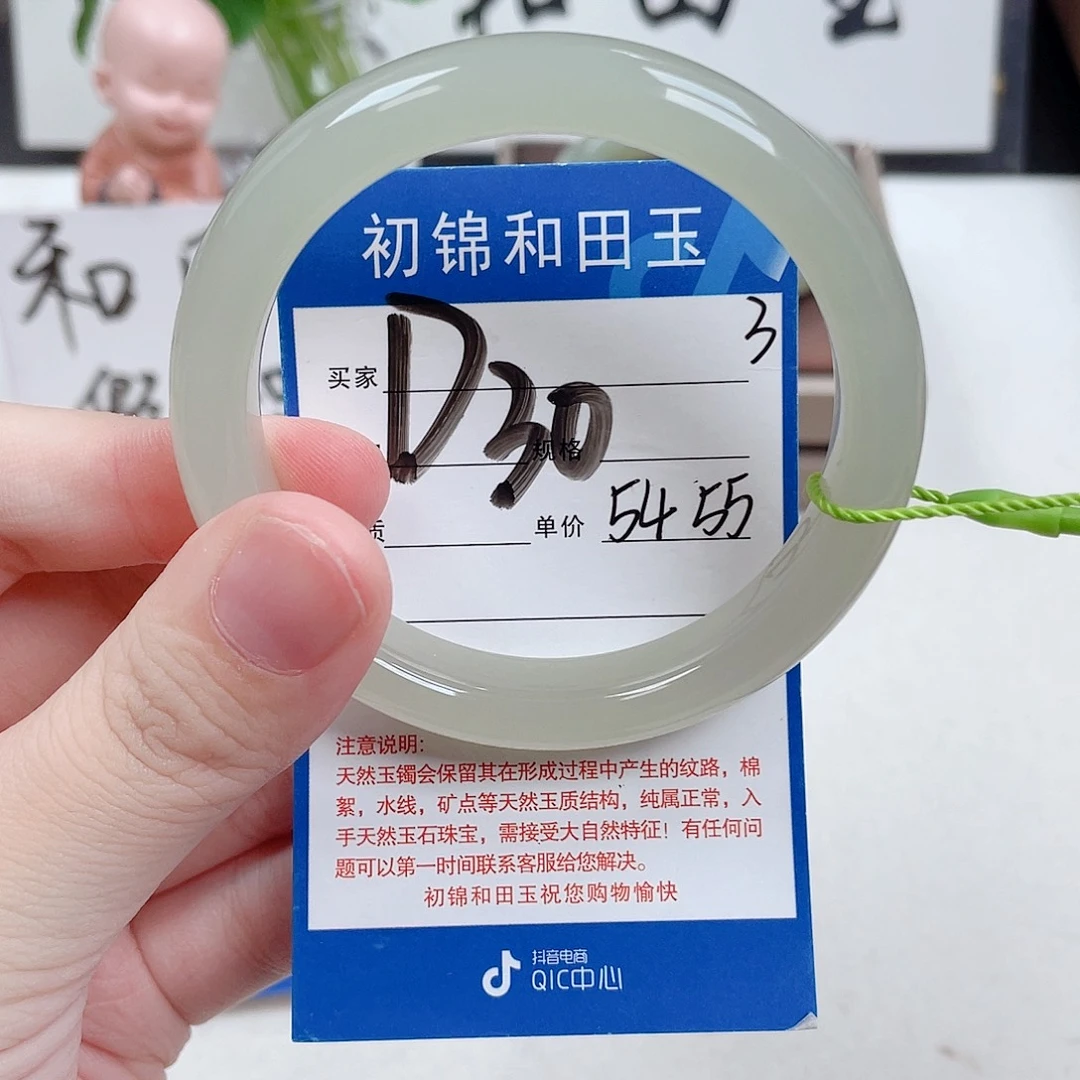 和田玉
和
初锦和田玉
3
买家 D30
规格
质 单价 54 55
注意说明:
天然玉镯会保留其在形成过程中产生的纹路，棉
絮，水线，矿点等天然玉质结构，纯属正常，入
手天然玉石珠宝，需接受大自然特征！有任何问
题可以第一时间联系客服给您解决。
初锦和田玉祝您购物愉快
抖音电商
QIC中心